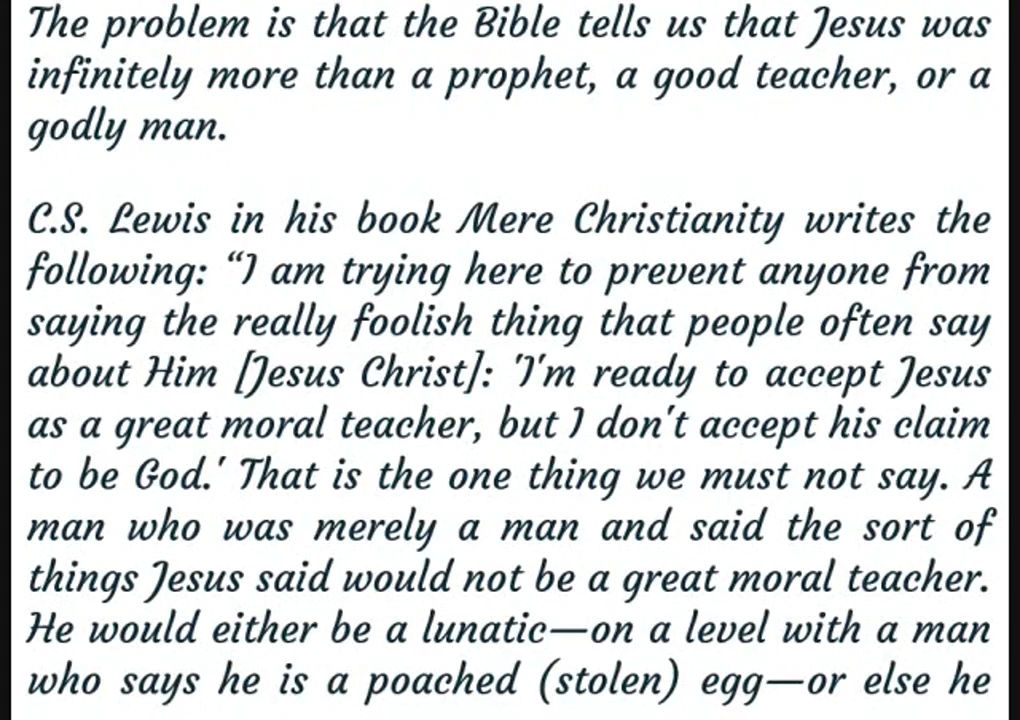 The problem is that the Bible tells us that Jesus was
infinitely more than a prophet, a good teacher, or a
godly man.
C.S. Lewis in his book Mere Christianity writes the
following: “I am trying here to prevent anyone from
saying the really foolish thing that people often say
about Him [Jesus Christ]: 'I'm ready to accept Jesus
as a great moral teacher, but I don't accept his claim
to be God.' That is the one thing we must not say. A
man who was merely a man and said the sort of
things Jesus said would not be a great moral teacher.
He would either be a lunatic—on a level with a man
who says he is a poached (stolen) egg—or else he